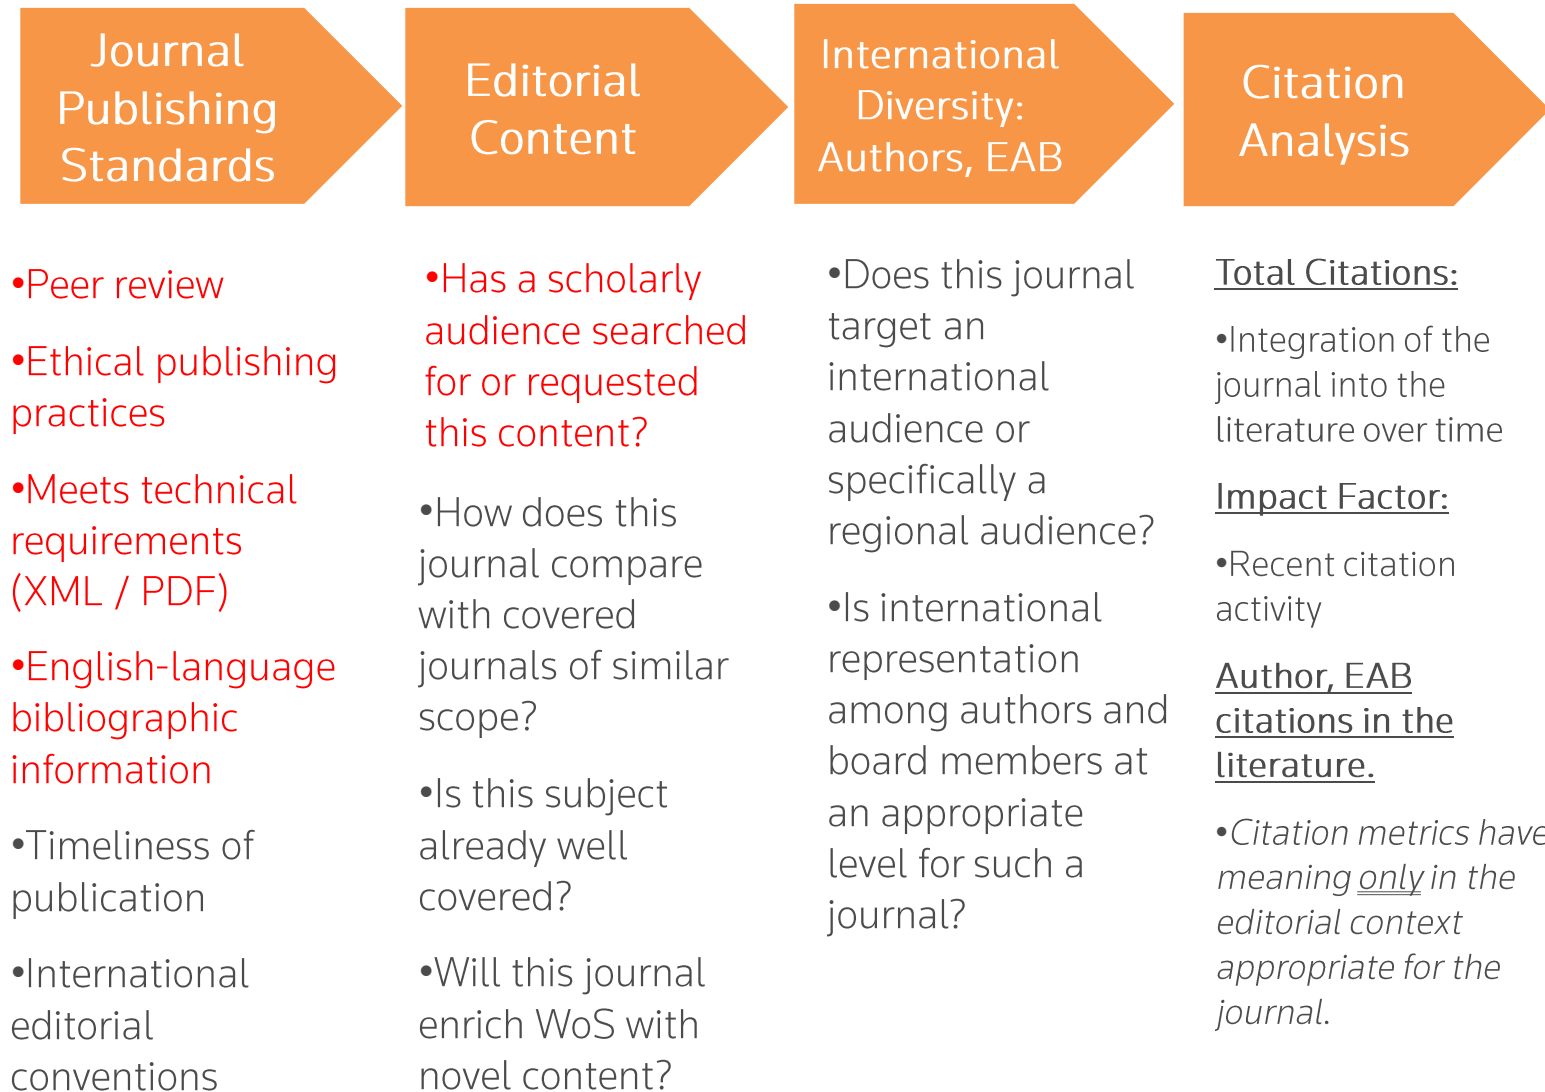 Journal
Publishing
Standards
•Peer review
•Ethical publishing
practices
•Meets technical
requirements
(XML / PDF)
•English-language
bibliographic
information
•Timeliness of
publication
•International
editorial
conventions
Editorial
Content
•Has a scholarly
audience searched
for or requested
this content?
•How does this
journal compare
with covered
journals of similar
scope?
•Is this subject
already well
covered?
•Will this journal
enrich WoS with
novel content?
International
Diversity:
Authors, EAB
•Does this journal
target an
international
audience or
specifically a
regional audience?
•Is international
representation
among authors and
board members at
an appropriate
level for such a
journal?
Citation
Analysis
Total Citations:
•Integration of the
journal into the
literature over time
Impact Factor:
•Recent citation
activity
Author, EAB
citations in the
literature.
•Citation metrics have
meaning only in the
editorial context
appropriate for the
journal.